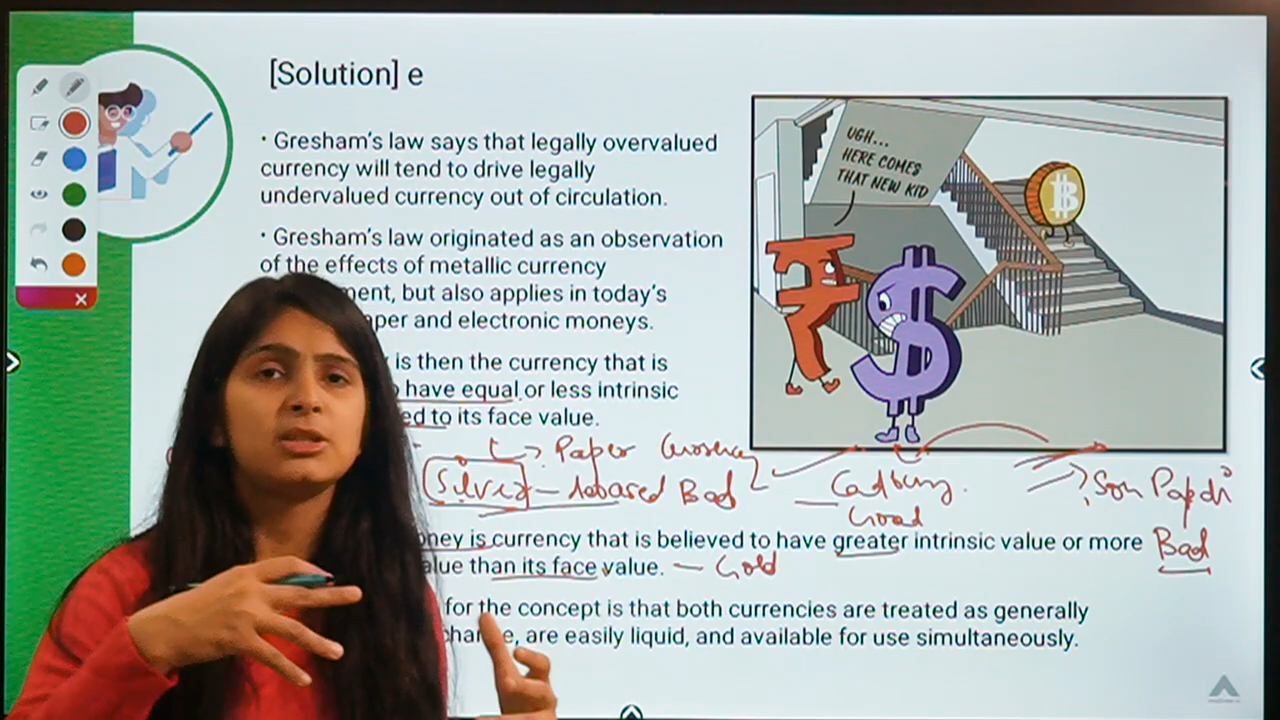 [Solution] e
• Gresham's law says that legally overvalued
currency will tend to drive legally
undervalued currency out of circulation.
• Gresham's law originated as an observation
of the effects of metallic currency
ment, but also applies in today's
aper and electronic moneys.
is then the currency that is
have equal or less intrinsic
ed to its face value.
UGH...
HERE COMES
THAT NEW KID
₿
₹
$
Paper Currency
Silver - debased Bad
Cadbury
Good
Son Papdi
Bad
ney is currency that is believed to have greater intrinsic value or more
alue than its face value. — Gold
for the concept is that both currencies are treated as generally
change, are easily liquid, and available for use simultaneously.